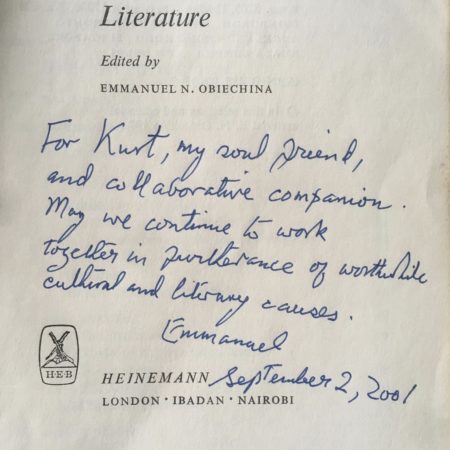 Literature
Edited by
EMMANUEL N. OBIECHINA
For Kurt, my soul friend,
and collaborative companion.
May we continue to work
together in furtherance of worthwhile
cultural and literary causes.
Emmanuel
September 2, 2001
H·E·B
HEINEMANN
LONDON · IBADAN · NAIROBI